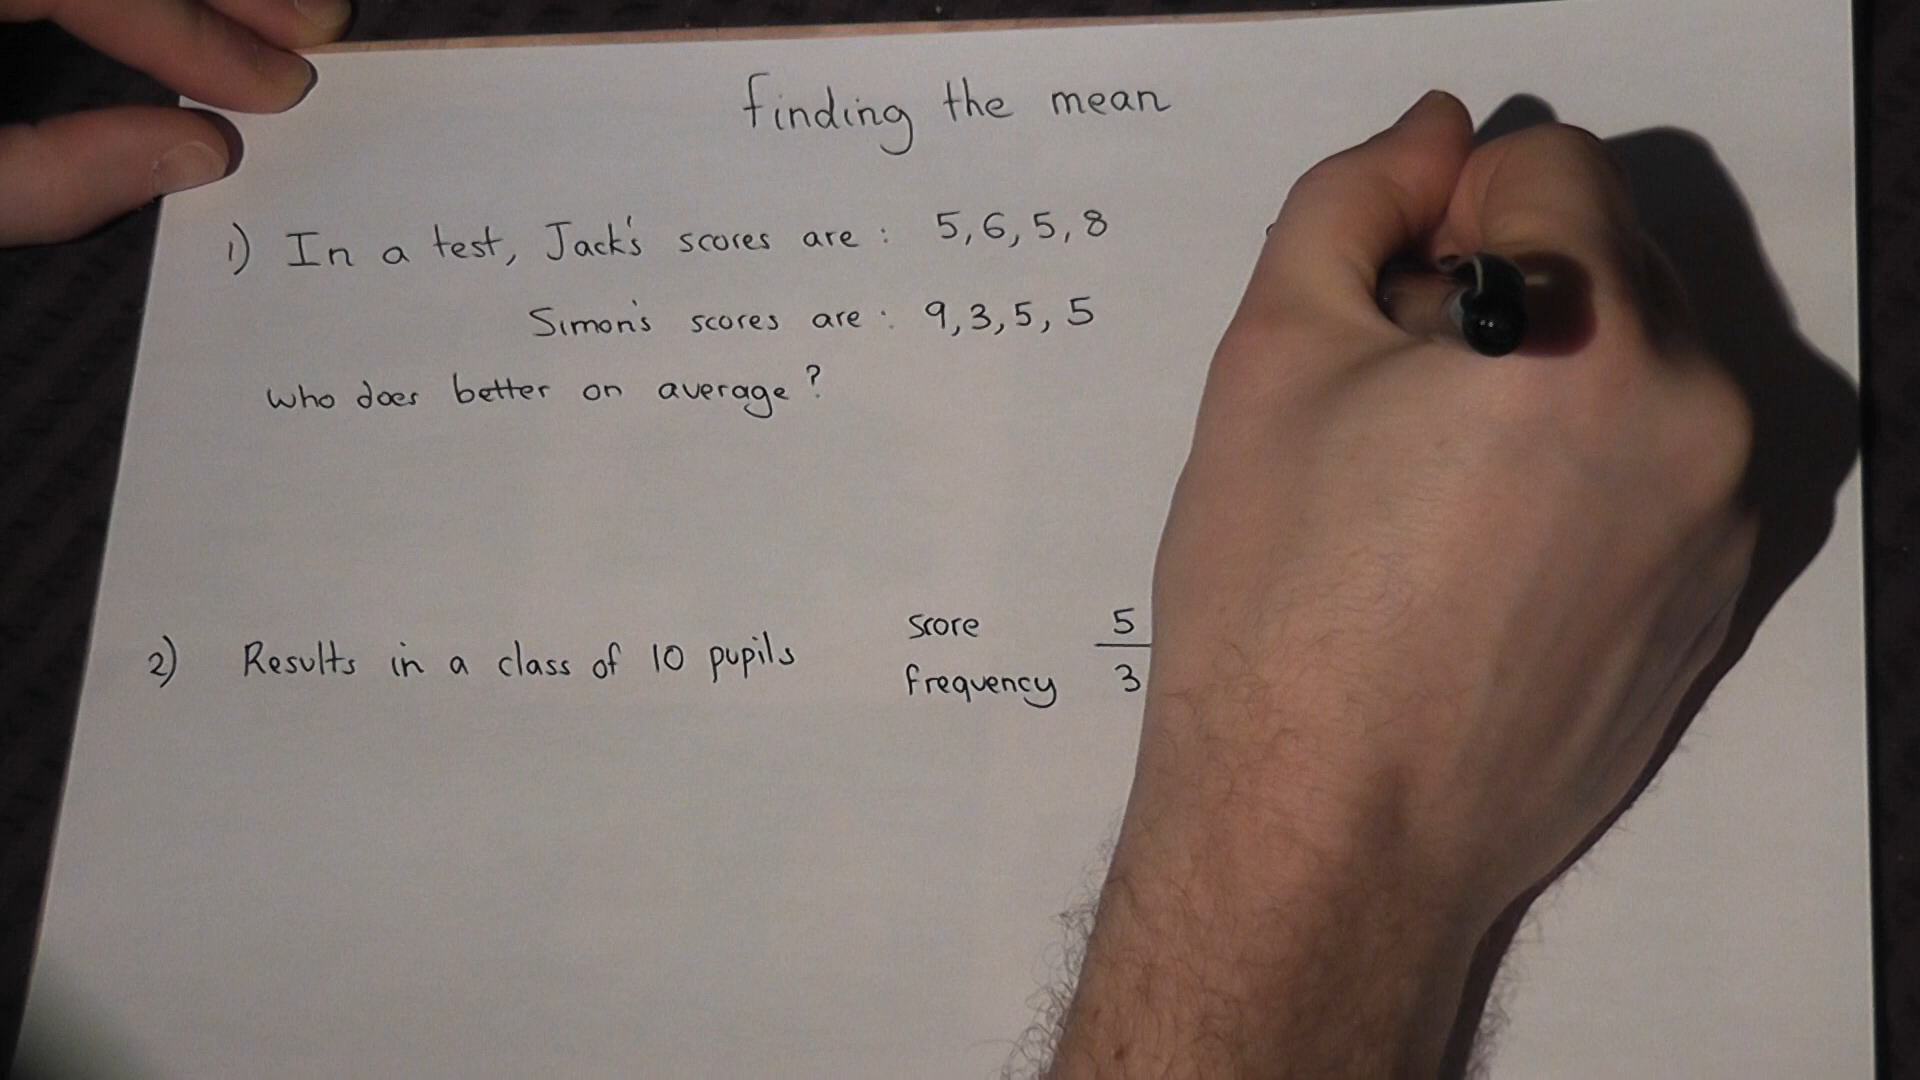 finding the mean
1) In a test, Jack's scores are : 5, 6, 5, 8
Simon's scores are : 9, 3, 5, 5
who does better on average ?
2) Results in a class of 10 pupils
score 5
frequency 3